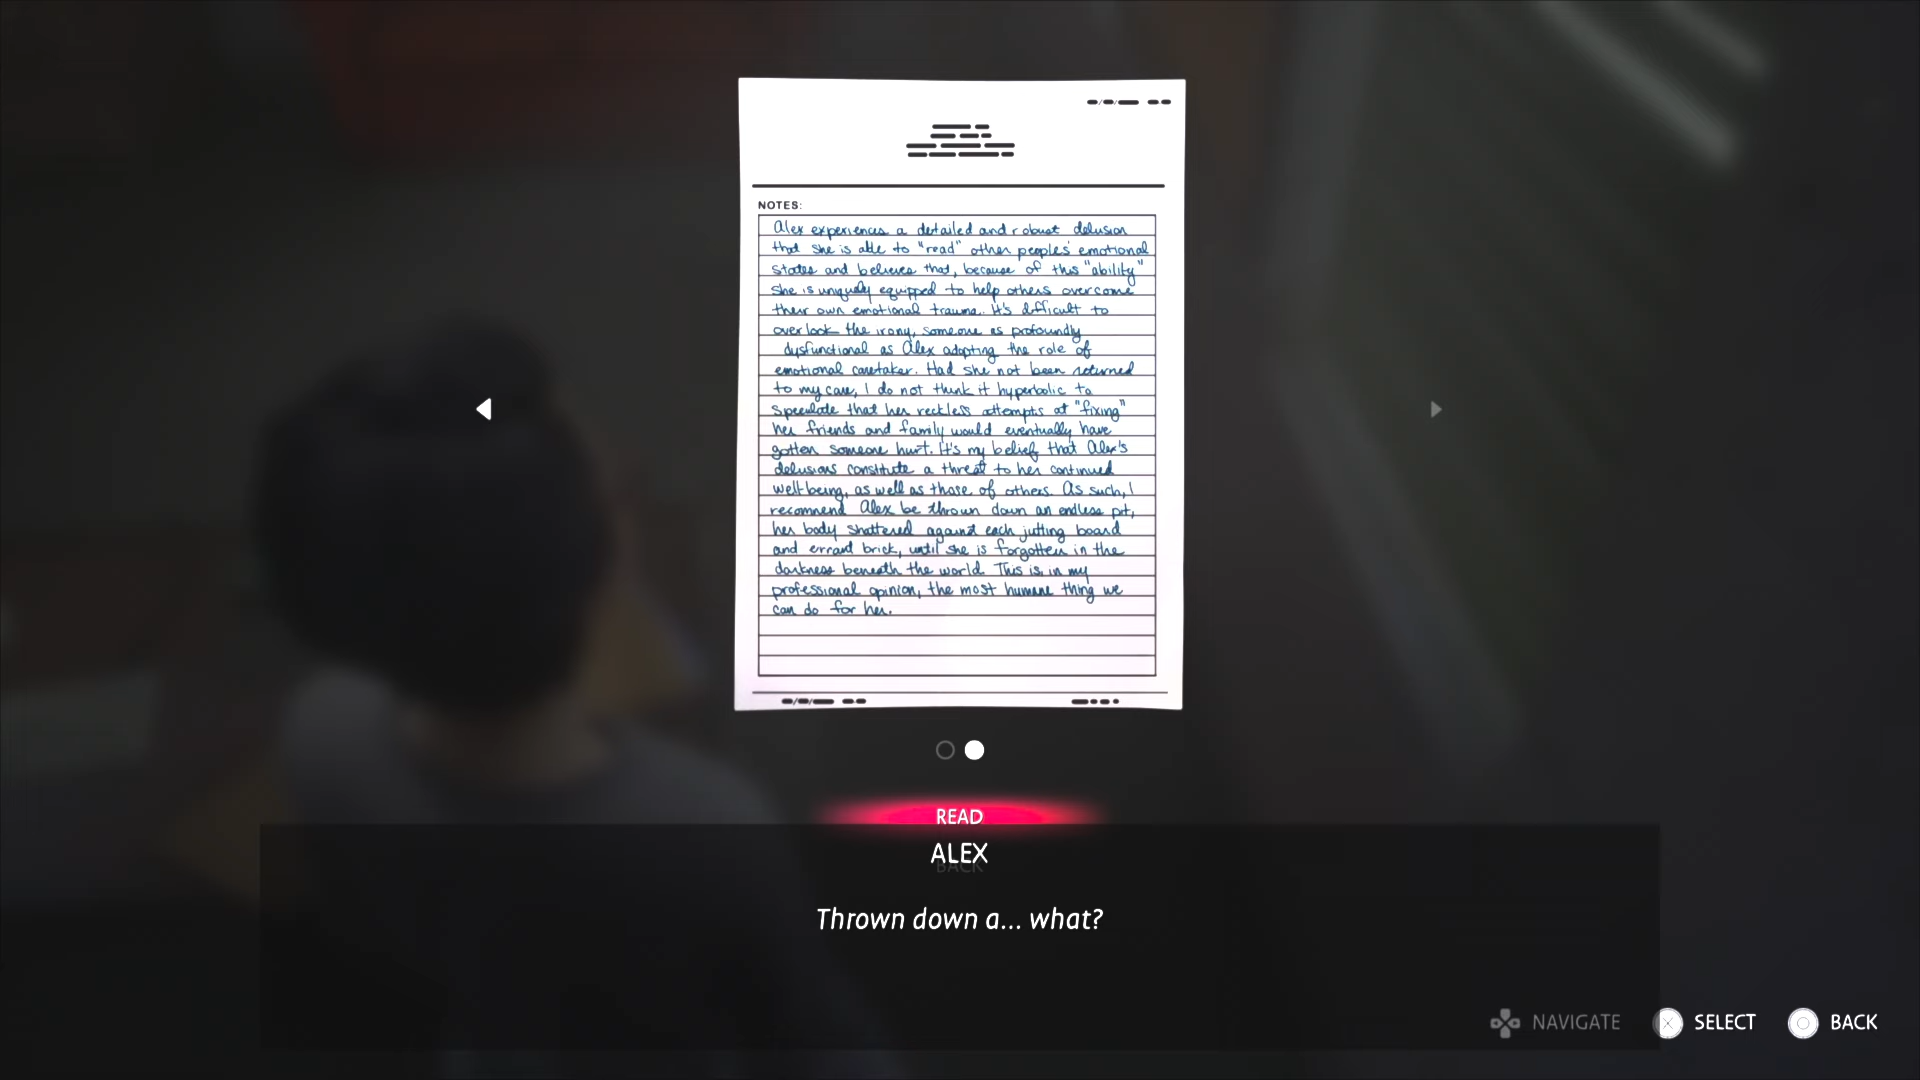 NOTES:
Alex experiences a detailed and robust delusion
that she is able to "read" other peoples' emotional
states and believes that, because of this "ability"
she is uniquely equipped to help others overcome
their own emotional trauma. It's difficult to
overlook the irony, someone as profoundly
dysfunctional as Alex adopting the role of
emotional caretaker. Had she not been returned
to my care, I do not think it hyperbolic to
speculate that her reckless attempts at "fixing"
her friends and family would eventually have
gotten someone hurt. It's my belief that Alex's
delusions constitute a threat to her continued
well being, as well as those of others. As such, I
recommend Alex be thrown down an endless pit,
her body shattered against each jutting board
and errant brick, until she is forgotten in the
darkness beneath the world. This is, in my
professional opinion, the most humane thing we
can do for her.
READ
ALEX
BACK
Thrown down a... what?
NAVIGATE SELECT BACK